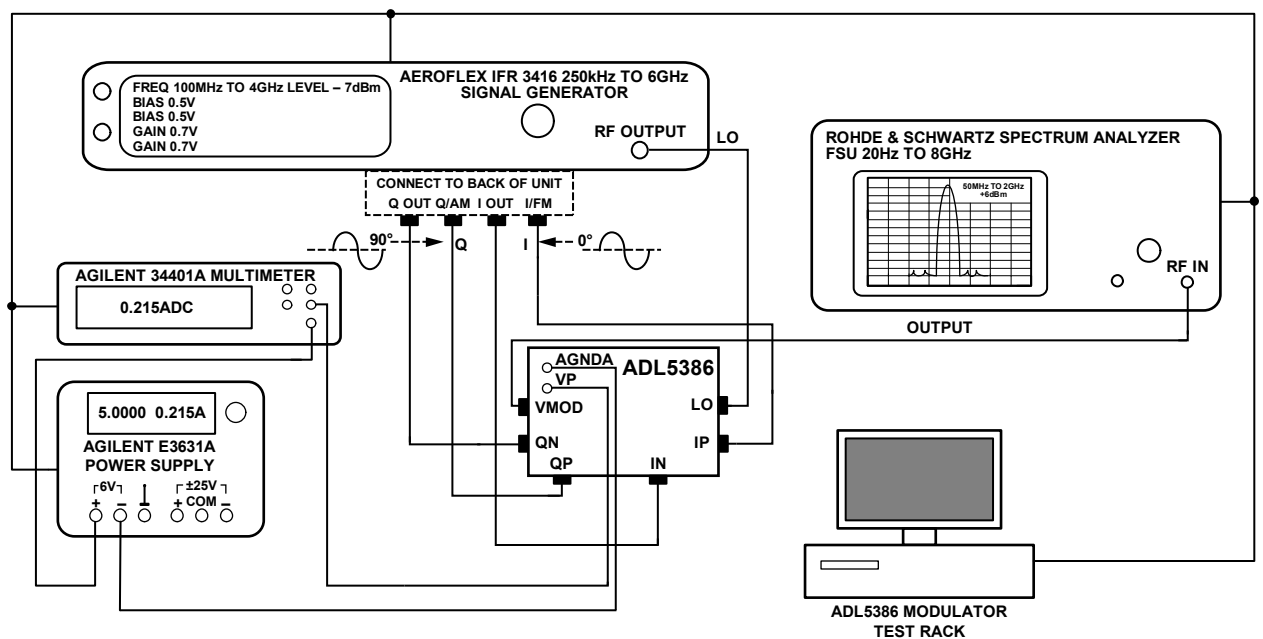 AEROFLEX IFR 3416 250kHz TO 6GHz
SIGNAL GENERATOR
FREQ 100MHz TO 4GHz LEVEL – 7dBm
BIAS 0.5V
BIAS 0.5V
GAIN 0.7V
GAIN 0.7V
RF OUTPUT
LO
CONNECT TO BACK OF UNIT
Q OUT Q/AM I OUT I/FM
90°
Q
I
0°
ROHDE & SCHWARTZ SPECTRUM ANALYZER
FSU 20Hz TO 8GHz
50MHz TO 2GHz
+6dBm
RF IN
AGILENT 34401A MULTIMETER
0.215ADC
OUTPUT
AGNDA
VP
ADL5386
VMOD
LO
QN
IP
QP
IN
5.0000 0.215A
AGILENT E3631A
POWER SUPPLY
6V
±25V
+ – + COM –
ADL5386 MODULATOR
TEST RACK